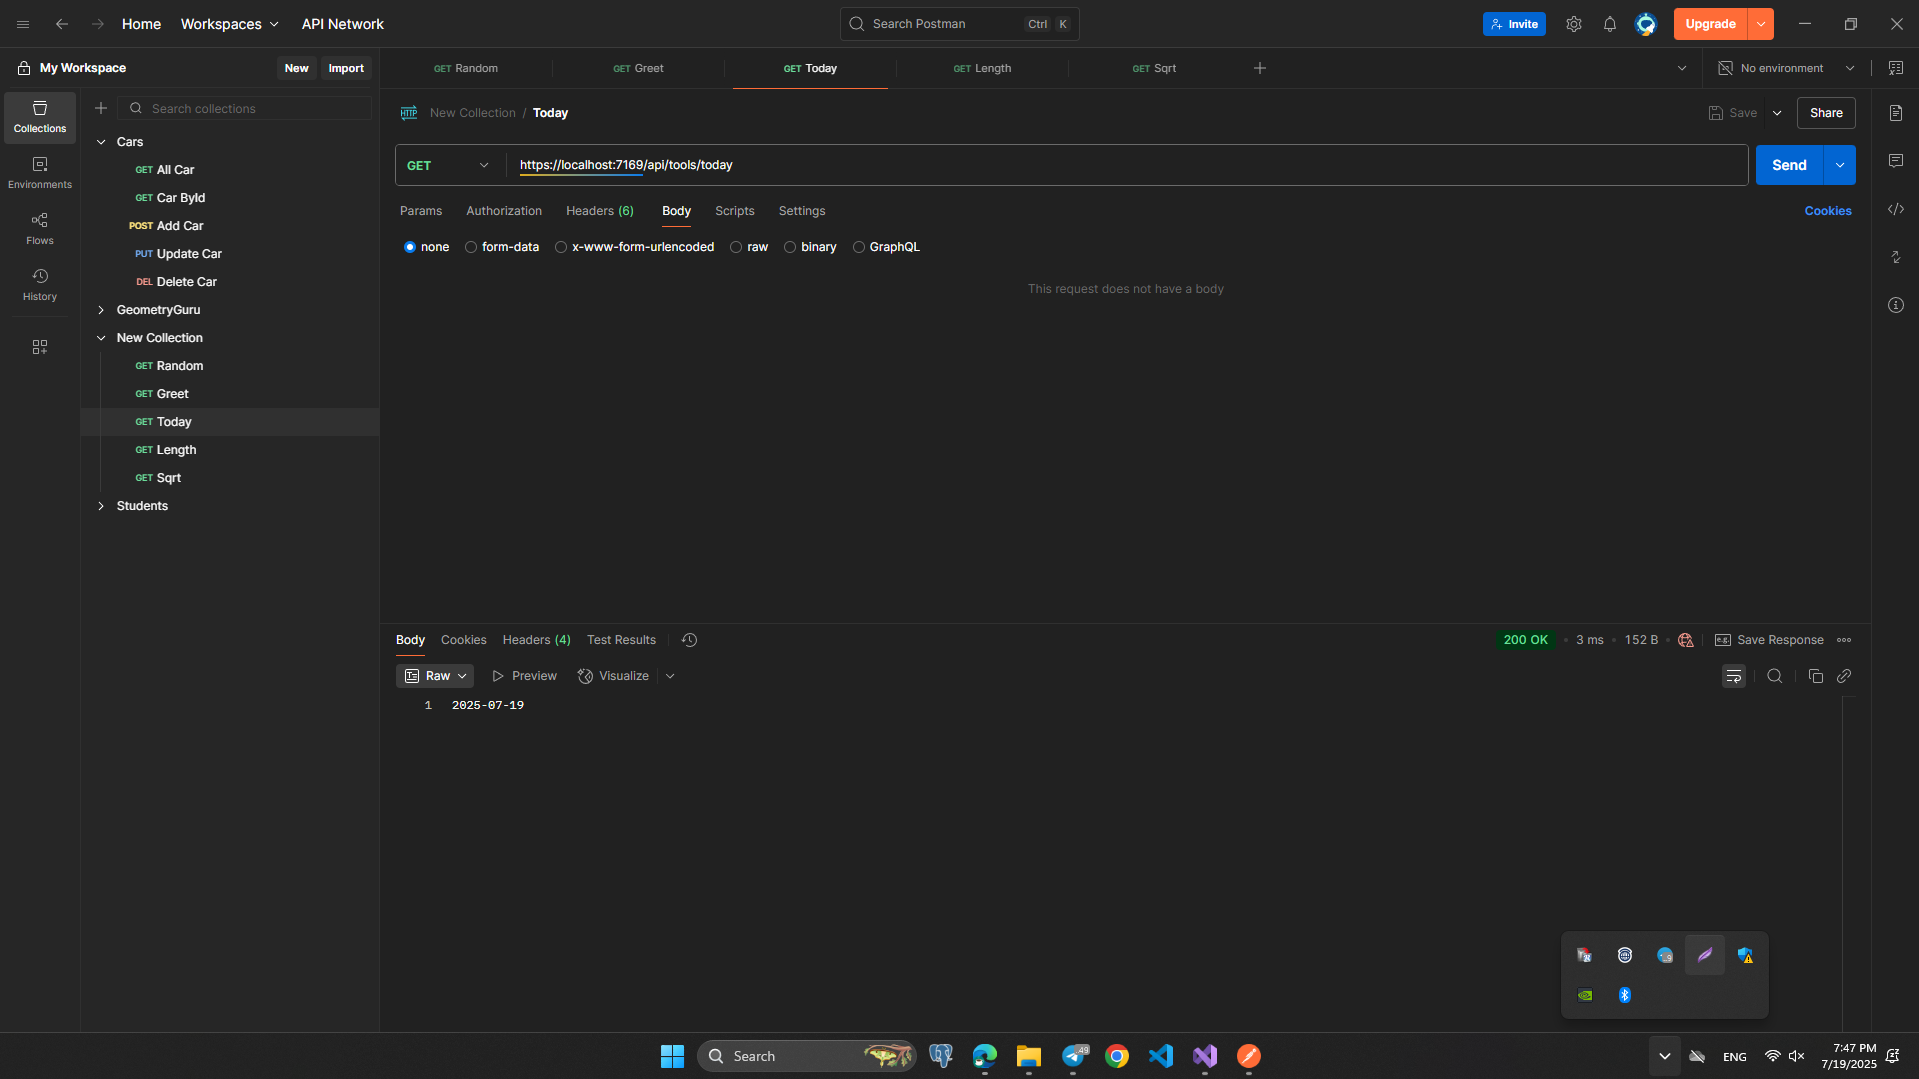 Home Workspaces API Network
Search Postman Ctrl K
Invite
Upgrade
My Workspace New Import
GET Random GET Greet GET Today GET Length GET Sqrt
No environment
Collections
Environments
Flows
History
Search collections
Cars
GET All Car
GET Car ById
POST Add Car
PUT Update Car
DEL Delete Car
GeometryGuru
New Collection
GET Random
GET Greet
GET Today
GET Length
GET Sqrt
Students
HTTP New Collection / Today
Save Share
GET https://localhost:7169/api/tools/today Send
Params Authorization Headers (6) Body Scripts Settings Cookies
none form-data x-www-form-urlencoded raw binary GraphQL
This request does not have a body
Body Cookies Headers (4) Test Results 200 OK 3 ms 152 B e.g. Save Response
Raw Preview Visualize
1 2025-07-19
Search
49
ENG
7:47 PM
7/19/2025